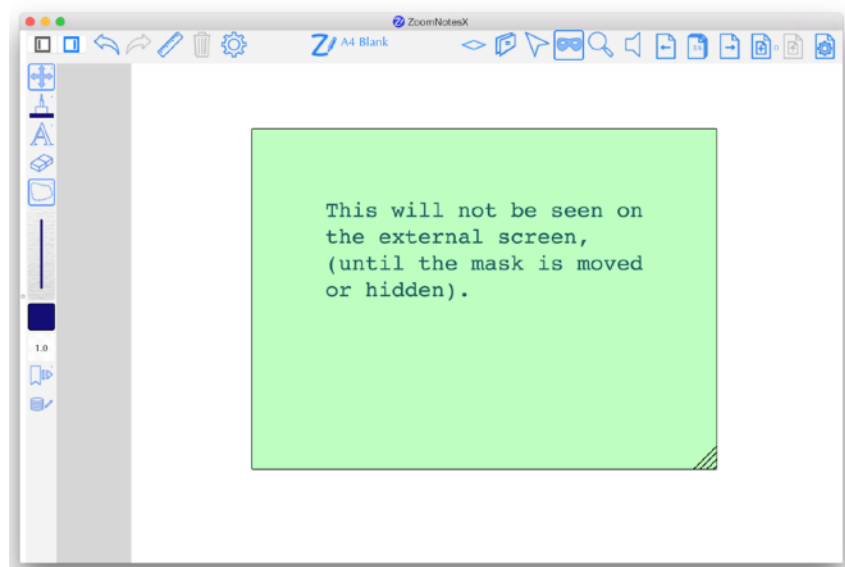 ZoomNotesX
A4 Blank
This will not be seen on
the external screen,
(until the mask is moved
or hidden).
1.0